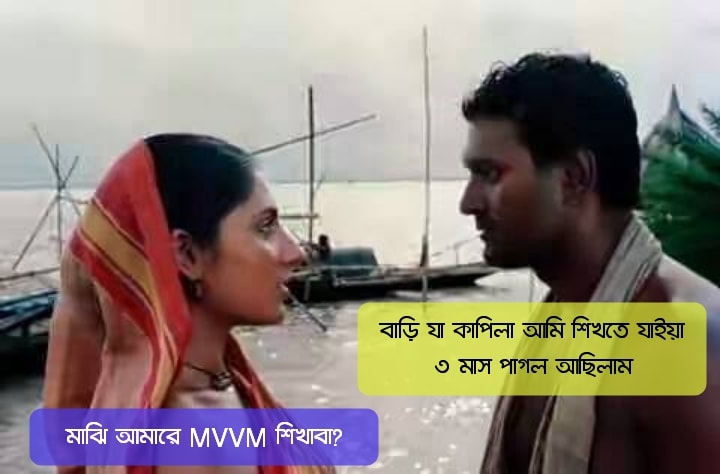 মাঝি আমারে MVVM শিখাবা?
বাড়ি যা কাপিলা আমি শিখতে যাইয়া
৩ মাস পাগল আছিলাম